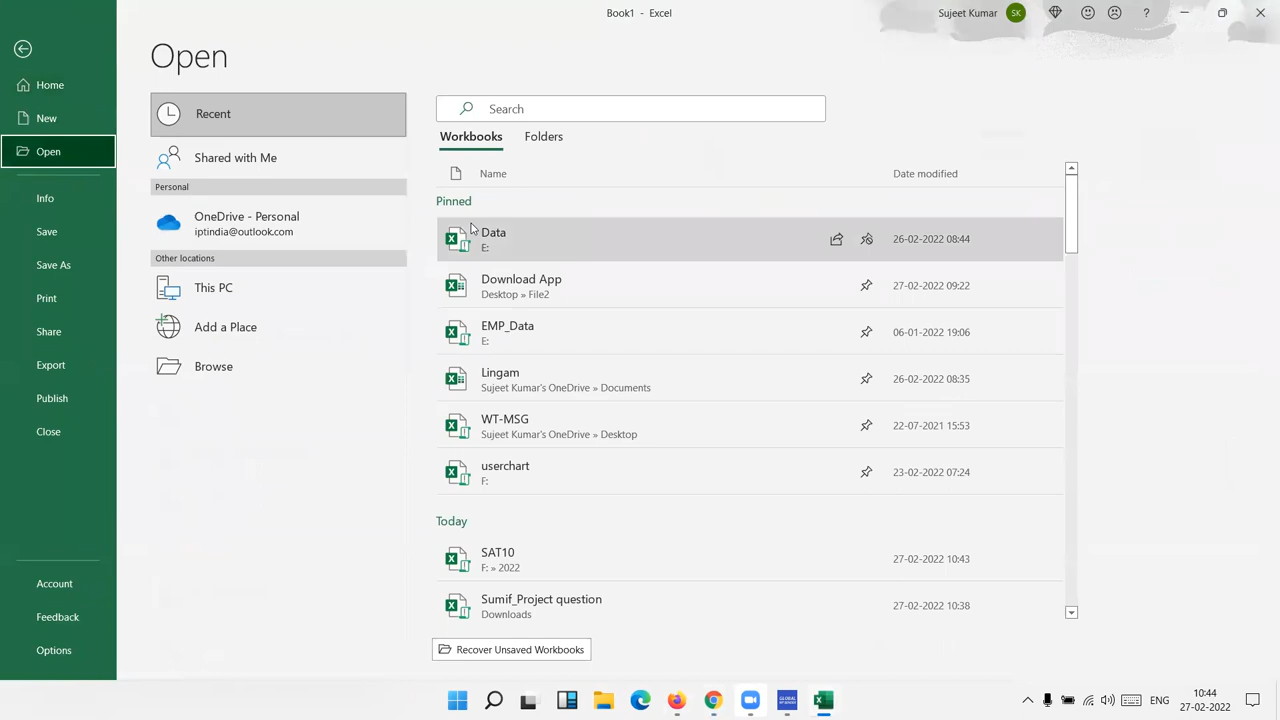 Book1 - Excel
Sujeet Kumar
SK
?
Home
New
Open
Info
Save
Save As
Print
Share
Export
Publish
Close
Account
Feedback
Options
Open
Recent
Shared with Me
Personal
OneDrive - Personal
iptindia@outlook.com
Other locations
This PC
Add a Place
Browse
Search
Workbooks Folders
Name Date modified
Pinned
Data
E:
26-02-2022 08:44
Download App
Desktop » File2
27-02-2022 09:22
EMP_Data
E:
06-01-2022 19:06
Lingam
Sujeet Kumar's OneDrive » Documents
26-02-2022 08:35
WT-MSG
Sujeet Kumar's OneDrive » Desktop
22-07-2021 15:53
userchart
F:
23-02-2022 07:24
Today
SAT10
F: » 2022
27-02-2022 10:43
Sumif_Project question
Downloads
27-02-2022 10:38
Recover Unsaved Workbooks
ENG
10:44
27-02-2022